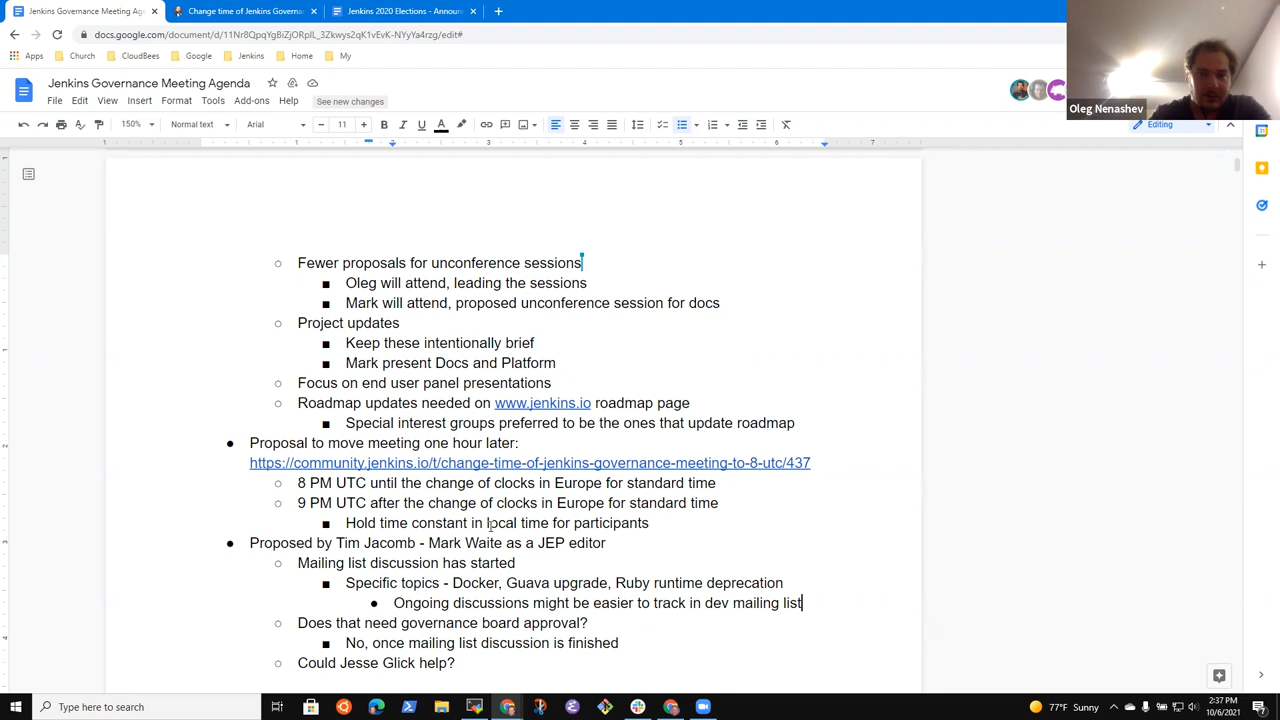 Jenkins Governance Meeting Age
Change time of Jenkins Governa
Jenkins 2020 Elections - Announ
docs.google.com/document/d/11Nr8QpqYgBiZjORpIL_3Zkwys2qK1vEvK-NYyYa4rzg/edit#
Apps Church CloudBees Google Jenkins Home My
Jenkins Governance Meeting Agenda
File Edit View Insert Format Tools Add-ons Help See new changes
150% Normal text Arial 11 Editing
Oleg Nenashev
1 1 2 3 4 5 6 7
○ Fewer proposals for unconference sessions
■ Oleg will attend, leading the sessions
■ Mark will attend, proposed unconference session for docs
○ Project updates
■ Keep these intentionally brief
■ Mark present Docs and Platform
○ Focus on end user panel presentations
○ Roadmap updates needed on www.jenkins.io roadmap page
■ Special interest groups preferred to be the ones that update roadmap
● Proposal to move meeting one hour later:
https://community.jenkins.io/t/change-time-of-jenkins-governance-meeting-to-8-utc/437
○ 8 PM UTC until the change of clocks in Europe for standard time
○ 9 PM UTC after the change of clocks in Europe for standard time
■ Hold time constant in local time for participants
● Proposed by Tim Jacomb - Mark Waite as a JEP editor
○ Mailing list discussion has started
■ Specific topics - Docker, Guava upgrade, Ruby runtime deprecation
● Ongoing discussions might be easier to track in dev mailing list
○ Does that need governance board approval?
■ No, once mailing list discussion is finished
○ Could Jesse Glick help?
Type here to search
77°F Sunny
2:37 PM
10/6/2021